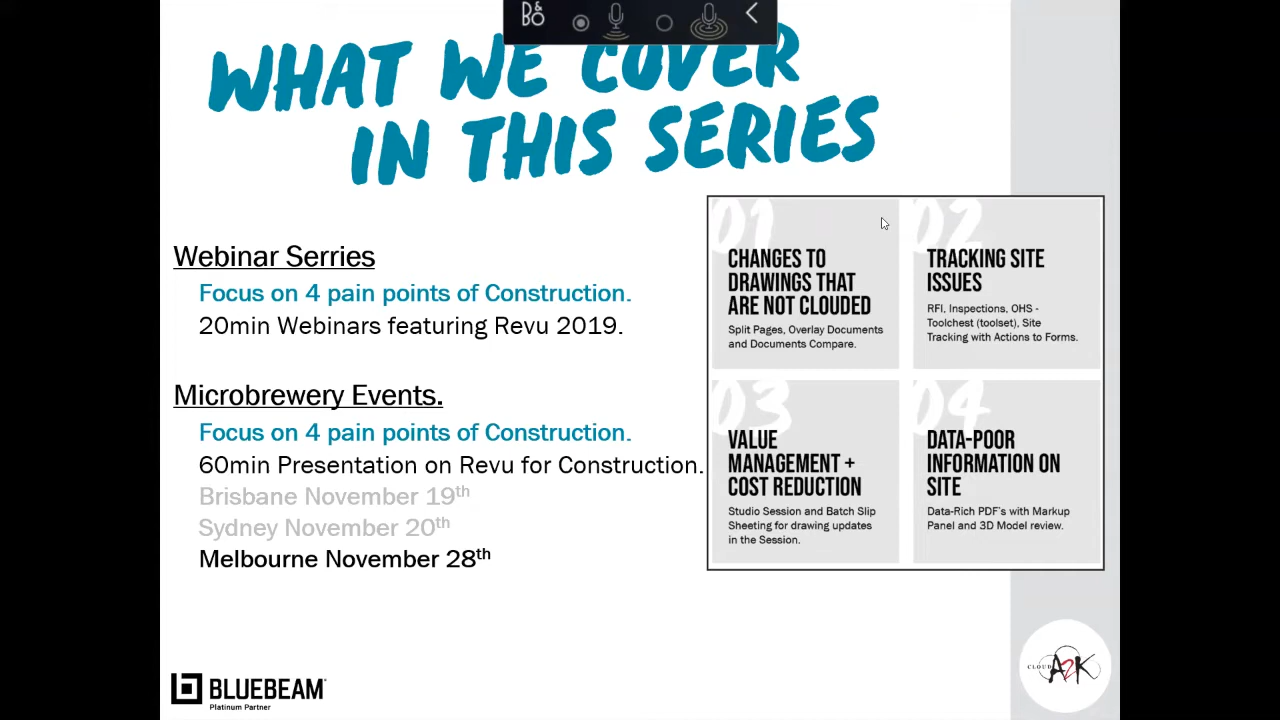 B&O
WHAT WE COVER
IN THIS SERIES
Webinar Serries
Focus on 4 pain points of Construction.
20min Webinars featuring Revu 2019.
Microbrewery Events.
Focus on 4 pain points of Construction.
60min Presentation on Revu for Construction.
Brisbane November 19th
Sydney November 20th
Melbourne November 28th
01
CHANGES TO
DRAWINGS THAT
ARE NOT CLOUDED
Split Pages, Overlay Documents
and Documents Compare.
02
TRACKING SITE
ISSUES
RFI, Inspections, OHS -
Toolchest (toolset), Site
Tracking with Actions to Forms.
03
VALUE
MANAGEMENT +
COST REDUCTION
Studio Session and Batch Slip
Sheeting for drawing updates
in the Session.
04
DATA-POOR
INFORMATION ON
SITE
Data-Rich PDF's with Markup
Panel and 3D Model review.
BLUEBEAM
Platinum Partner
CLOUD A2K